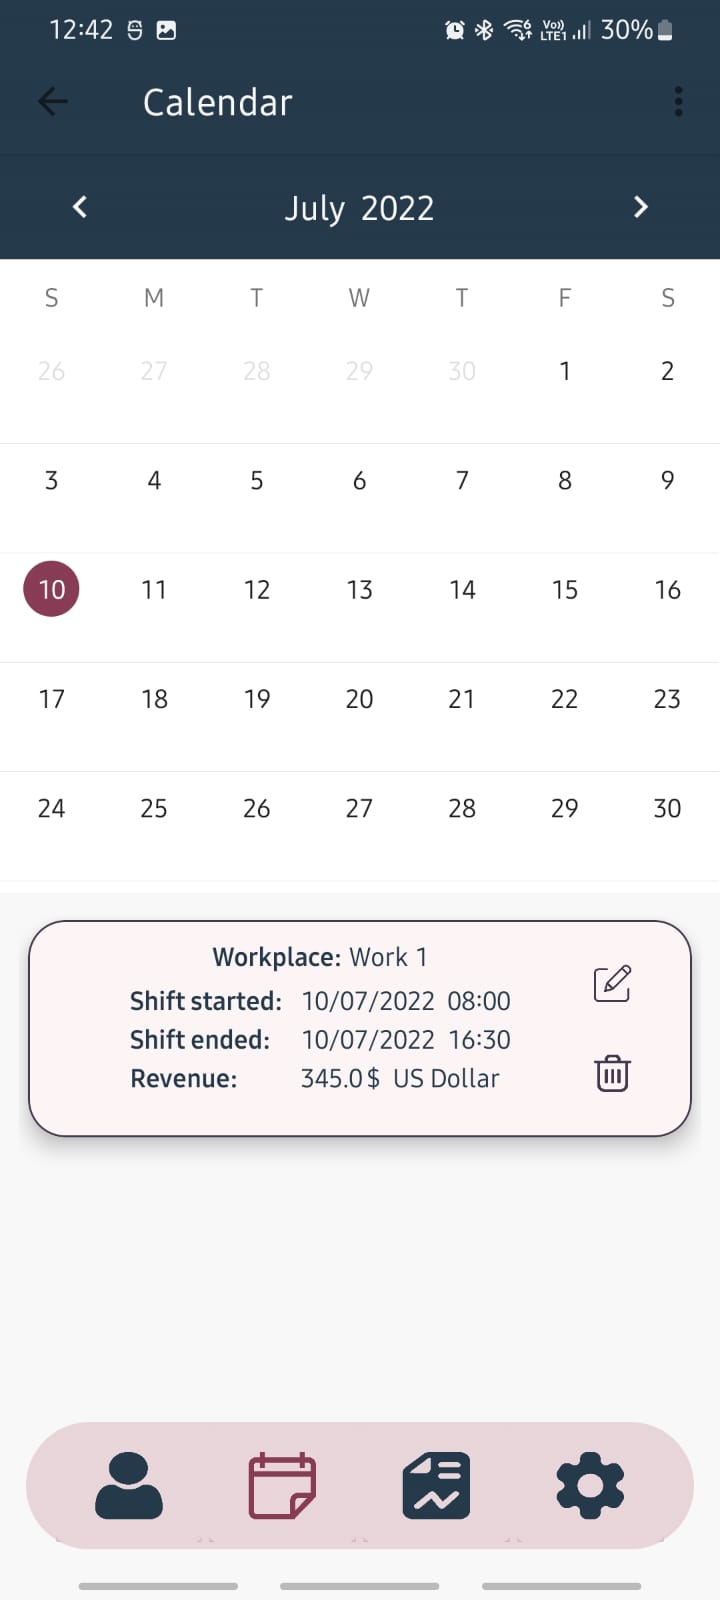 12:42 Vo)) LTE1 30%
Calendar
July 2022
S M T W T F S
26 27 28 29 30 1 2
3 4 5 6 7 8 9
10 11 12 13 14 15 16
17 18 19 20 21 22 23
24 25 26 27 28 29 30
Workplace: Work 1
Shift started: 10/07/2022 08:00
Shift ended: 10/07/2022 16:30
Revenue: 345.0$ US Dollar